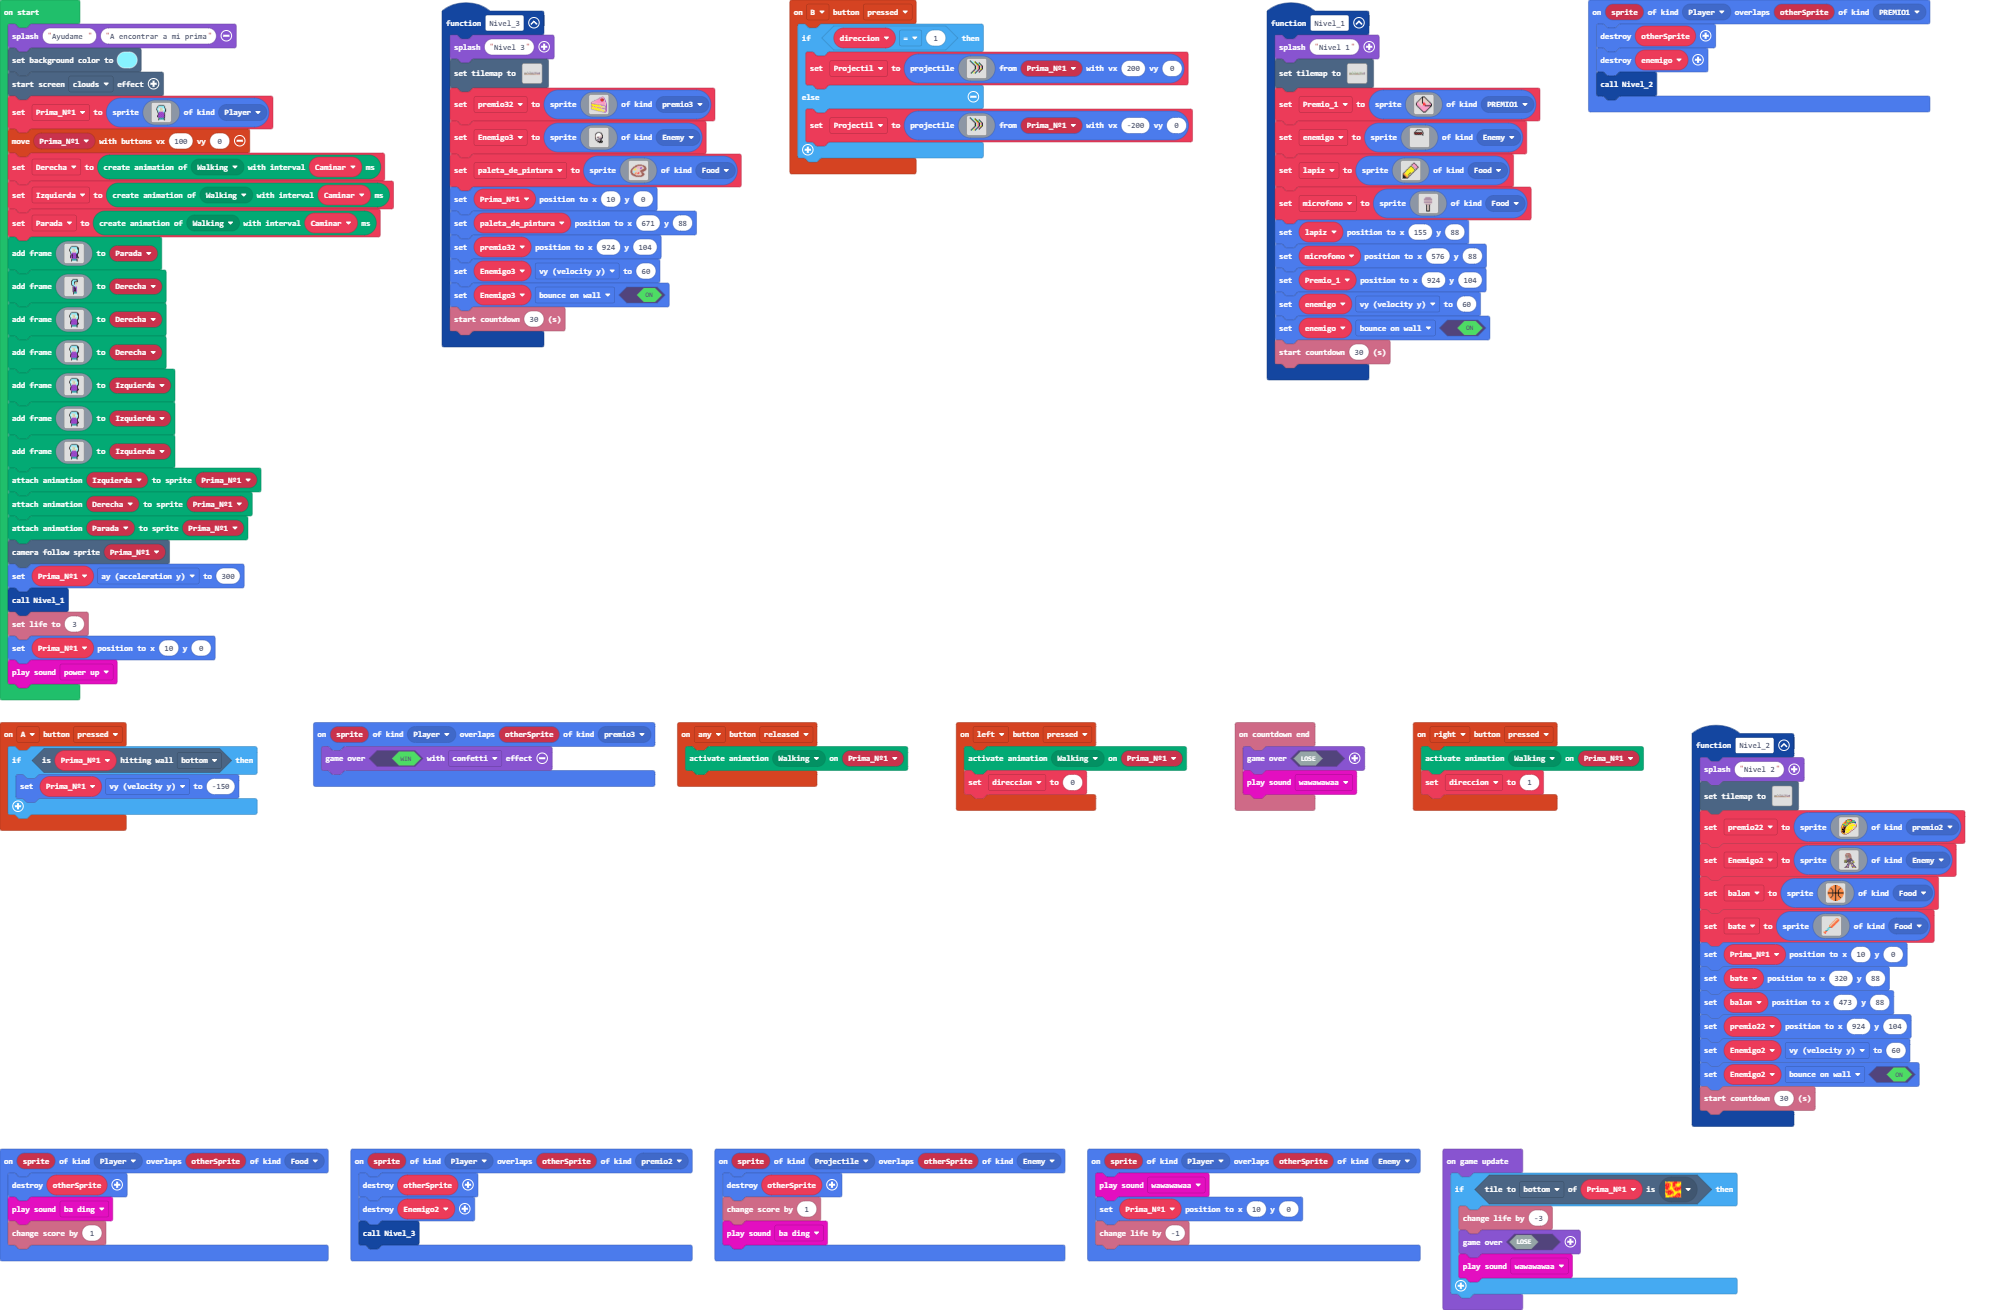 on start
splash "Ayudame " "A encontrar a mi prima"
set background color to
start screen clouds effect
set Prima_Nº1 to sprite of kind Player
move Prima_Nº1 with buttons vx 100 vy 0
set Derecha to create animation of Walking with interval Caminar ms
set Izquierda to create animation of Walking with interval Caminar ms
set Parada to create animation of Walking with interval Caminar ms
add frame to Parada
add frame to Derecha
add frame to Derecha
add frame to Derecha
add frame to Izquierda
add frame to Izquierda
add frame to Izquierda
attach animation Izquierda to sprite Prima_Nº1
attach animation Derecha to sprite Prima_Nº1
attach animation Parada to sprite Prima_Nº1
camera follow sprite Prima_Nº1
set Prima_Nº1 ay (acceleration y) to 300
call Nivel_1
set life to 3
set Prima_Nº1 position to x 10 y 0
play sound power up
function Nivel_3
splash "Nivel 3"
set tilemap to
set premio32 to sprite of kind premio3
set Enemigo3 to sprite of kind Enemy
set paleta_de_pintura to sprite of kind Food
set Prima_Nº1 position to x 10 y 0
set paleta_de_pintura position to x 671 y 88
set premio32 position to x 924 y 104
set Enemigo3 vy (velocity y) to 60
set Enemigo3 bounce on wall ON
start countdown 30 (s)
on B button pressed
if direccion = 1 then
set Projectil to projectile from Prima_Nº1 with vx 200 vy 0
else
set Projectil to projectile from Prima_Nº1 with vx -200 vy 0
function Nivel_1
splash "Nivel 1"
set tilemap to
set Premio_1 to sprite of kind PREMIO1
set enemigo to sprite of kind Enemy
set lapiz to sprite of kind Food
set microfono to sprite of kind Food
set lapiz position to x 155 y 88
set microfono position to x 576 y 88
set Premio_1 position to x 924 y 104
set enemigo vy (velocity y) to 60
set enemigo bounce on wall ON
start countdown 30 (s)
on sprite of kind Player overlaps otherSprite of kind PREMIO1
destroy otherSprite
destroy enemigo
call Nivel_2
on A button pressed
if is Prima_Nº1 hitting wall bottom then
set Prima_Nº1 vy (velocity y) to -150
on sprite of kind Player overlaps otherSprite of kind premio3
game over WIN with confetti effect
on any button released
activate animation Walking on Prima_Nº1
on left button pressed
activate animation Walking on Prima_Nº1
set direccion to 0
on countdown end
game over LOSE
play sound wawawawaa
on right button pressed
activate animation Walking on Prima_Nº1
set direccion to 1
function Nivel_2
splash "Nivel 2"
set tilemap to
set premio22 to sprite of kind premio2
set Enemigo2 to sprite of kind Enemy
set balon to sprite of kind Food
set bate to sprite of kind Food
set Prima_Nº1 position to x 10 y 0
set bate position to x 320 y 88
set balon position to x 473 y 88
set premio22 position to x 924 y 104
set Enemigo2 vy (velocity y) to 60
set Enemigo2 bounce on wall ON
start countdown 30 (s)
on sprite of kind Player overlaps otherSprite of kind Food
destroy otherSprite
play sound ba ding
change score by 1
on sprite of kind Player overlaps otherSprite of kind premio2
destroy otherSprite
destroy Enemigo2
call Nivel_3
on sprite of kind Projectile overlaps otherSprite of kind Enemy
destroy otherSprite
change score by 1
play sound ba ding
on sprite of kind Player overlaps otherSprite of kind Enemy
play sound wawawawaa
set Prima_Nº1 position to x 10 y 0
change life by -1
on game update
if tile to bottom of Prima_Nº1 is then
change life by -3
game over LOSE
play sound wawawawaa